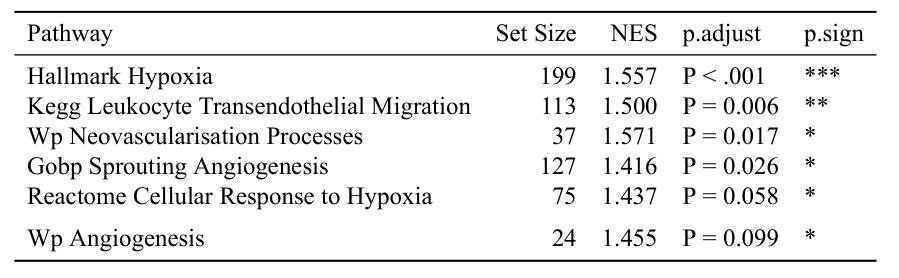 Pathway Set Size NES p.adjust p.sign
Hallmark Hypoxia 199 1.557 P < .001 ***
Kegg Leukocyte Transendothelial Migration 113 1.500 P = 0.006 **
Wp Neovascularisation Processes 37 1.571 P = 0.017 *
Gobp Sprouting Angiogenesis 127 1.416 P = 0.026 *
Reactome Cellular Response to Hypoxia 75 1.437 P = 0.058 *
Wp Angiogenesis 24 1.455 P = 0.099 *